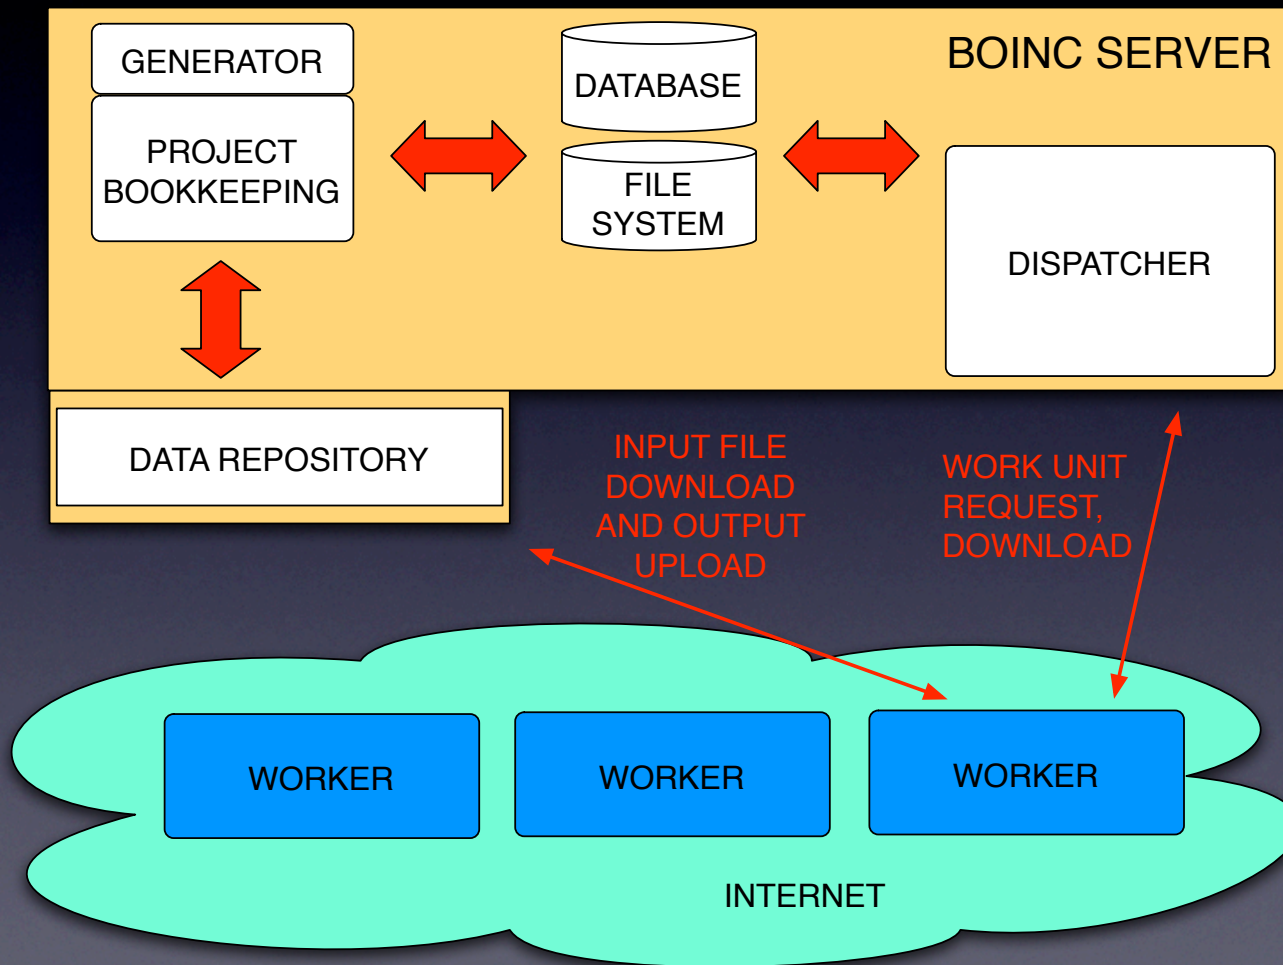 GENERATOR
PROJECT
BOOKKEEPING
DATABASE
FILE
SYSTEM
BOINC SERVER
DISPATCHER
DATA REPOSITORY
INPUT FILE
DOWNLOAD
AND OUTPUT
UPLOAD
WORK UNIT
REQUEST,
DOWNLOAD
WORKER
WORKER
WORKER
INTERNET